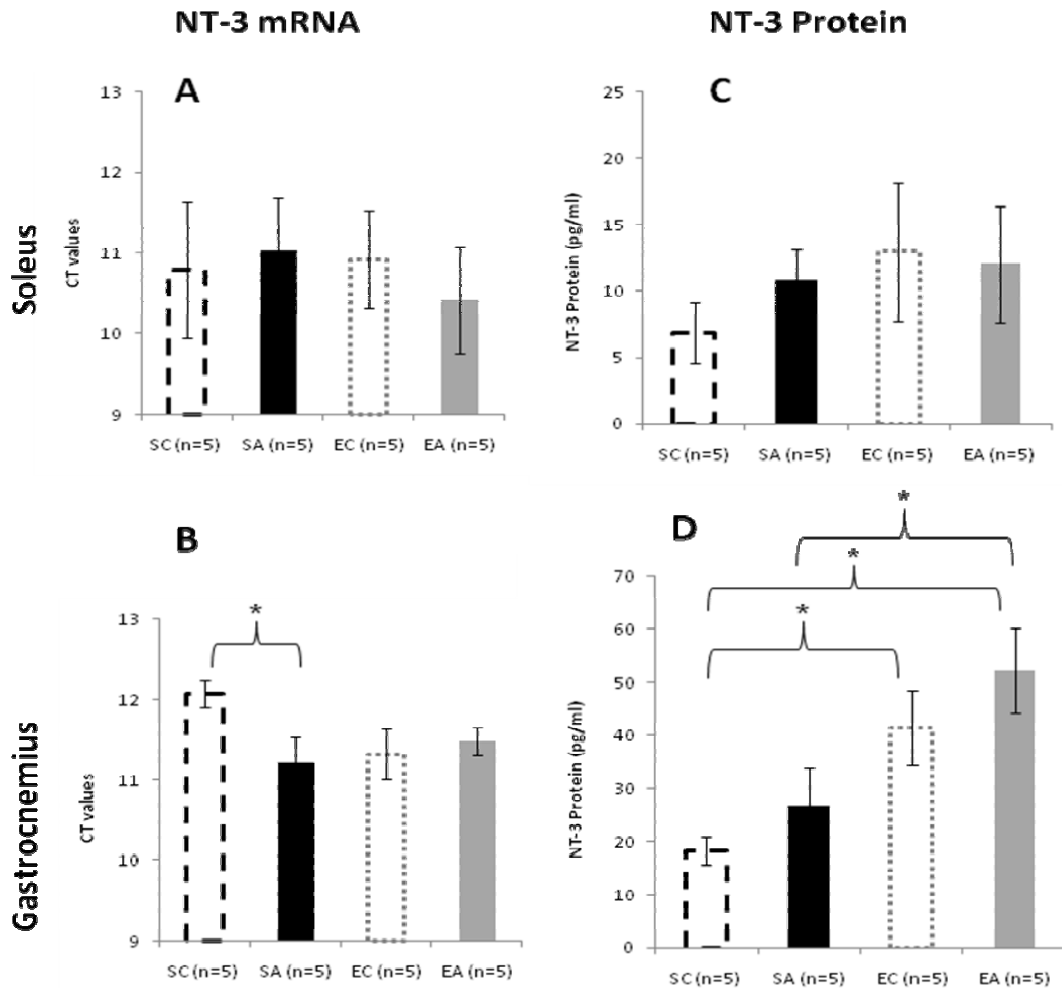 NT-3 mRNA
NT-3 Protein
Soleus
A
CT values
13
12
11
10
9
SC (n=5) SA (n=5) EC (n=5) EA (n=5)
C
NT-3 Protein (pg/ml)
25
20
15
10
5
0
SC (n=5) SA (n=5) EC (n=5) EA (n=5)
Gastrocnemius
B
*
CT values
13
12
11
10
9
SC (n=5) SA (n=5) EC (n=5) EA (n=5)
D
*
*
*
NT-3 Protein (pg/ml)
70
60
50
40
30
20
10
0
SC (n=5) SA (n=5) EC (n=5) EA (n=5)